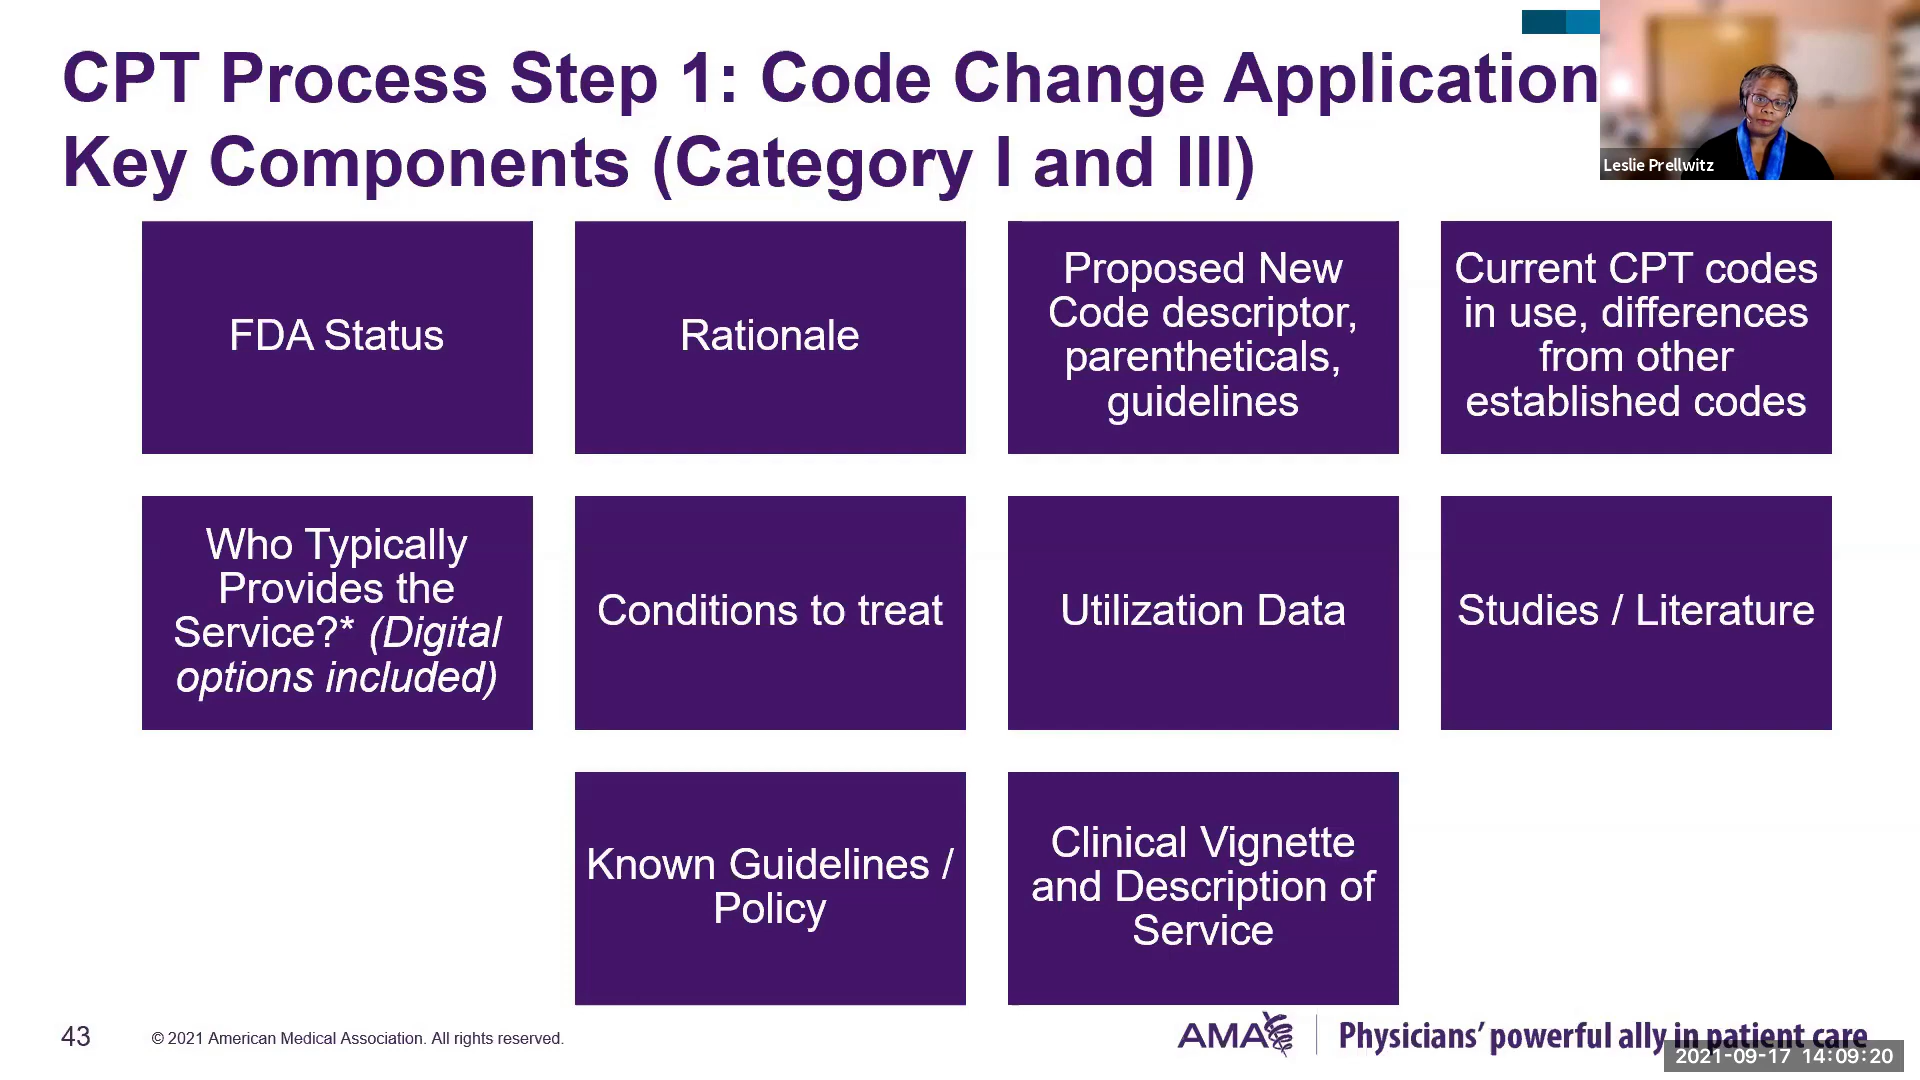 CPT Process Step 1: Code Change Application
Key Components (Category I and III)
Leslie Prellwitz
FDA Status
Rationale
Proposed New
Code descriptor,
parentheticals,
guidelines
Current CPT codes
in use, differences
from other
established codes
Who Typically
Provides the
Service?* (Digital
options included)
Conditions to treat
Utilization Data
Studies / Literature
Known Guidelines /
Policy
Clinical Vignette
and Description of
Service
43
© 2021 American Medical Association. All rights reserved.
AMA
Physicians’ powerful ally in patient care
2021-09-17 14:09:20